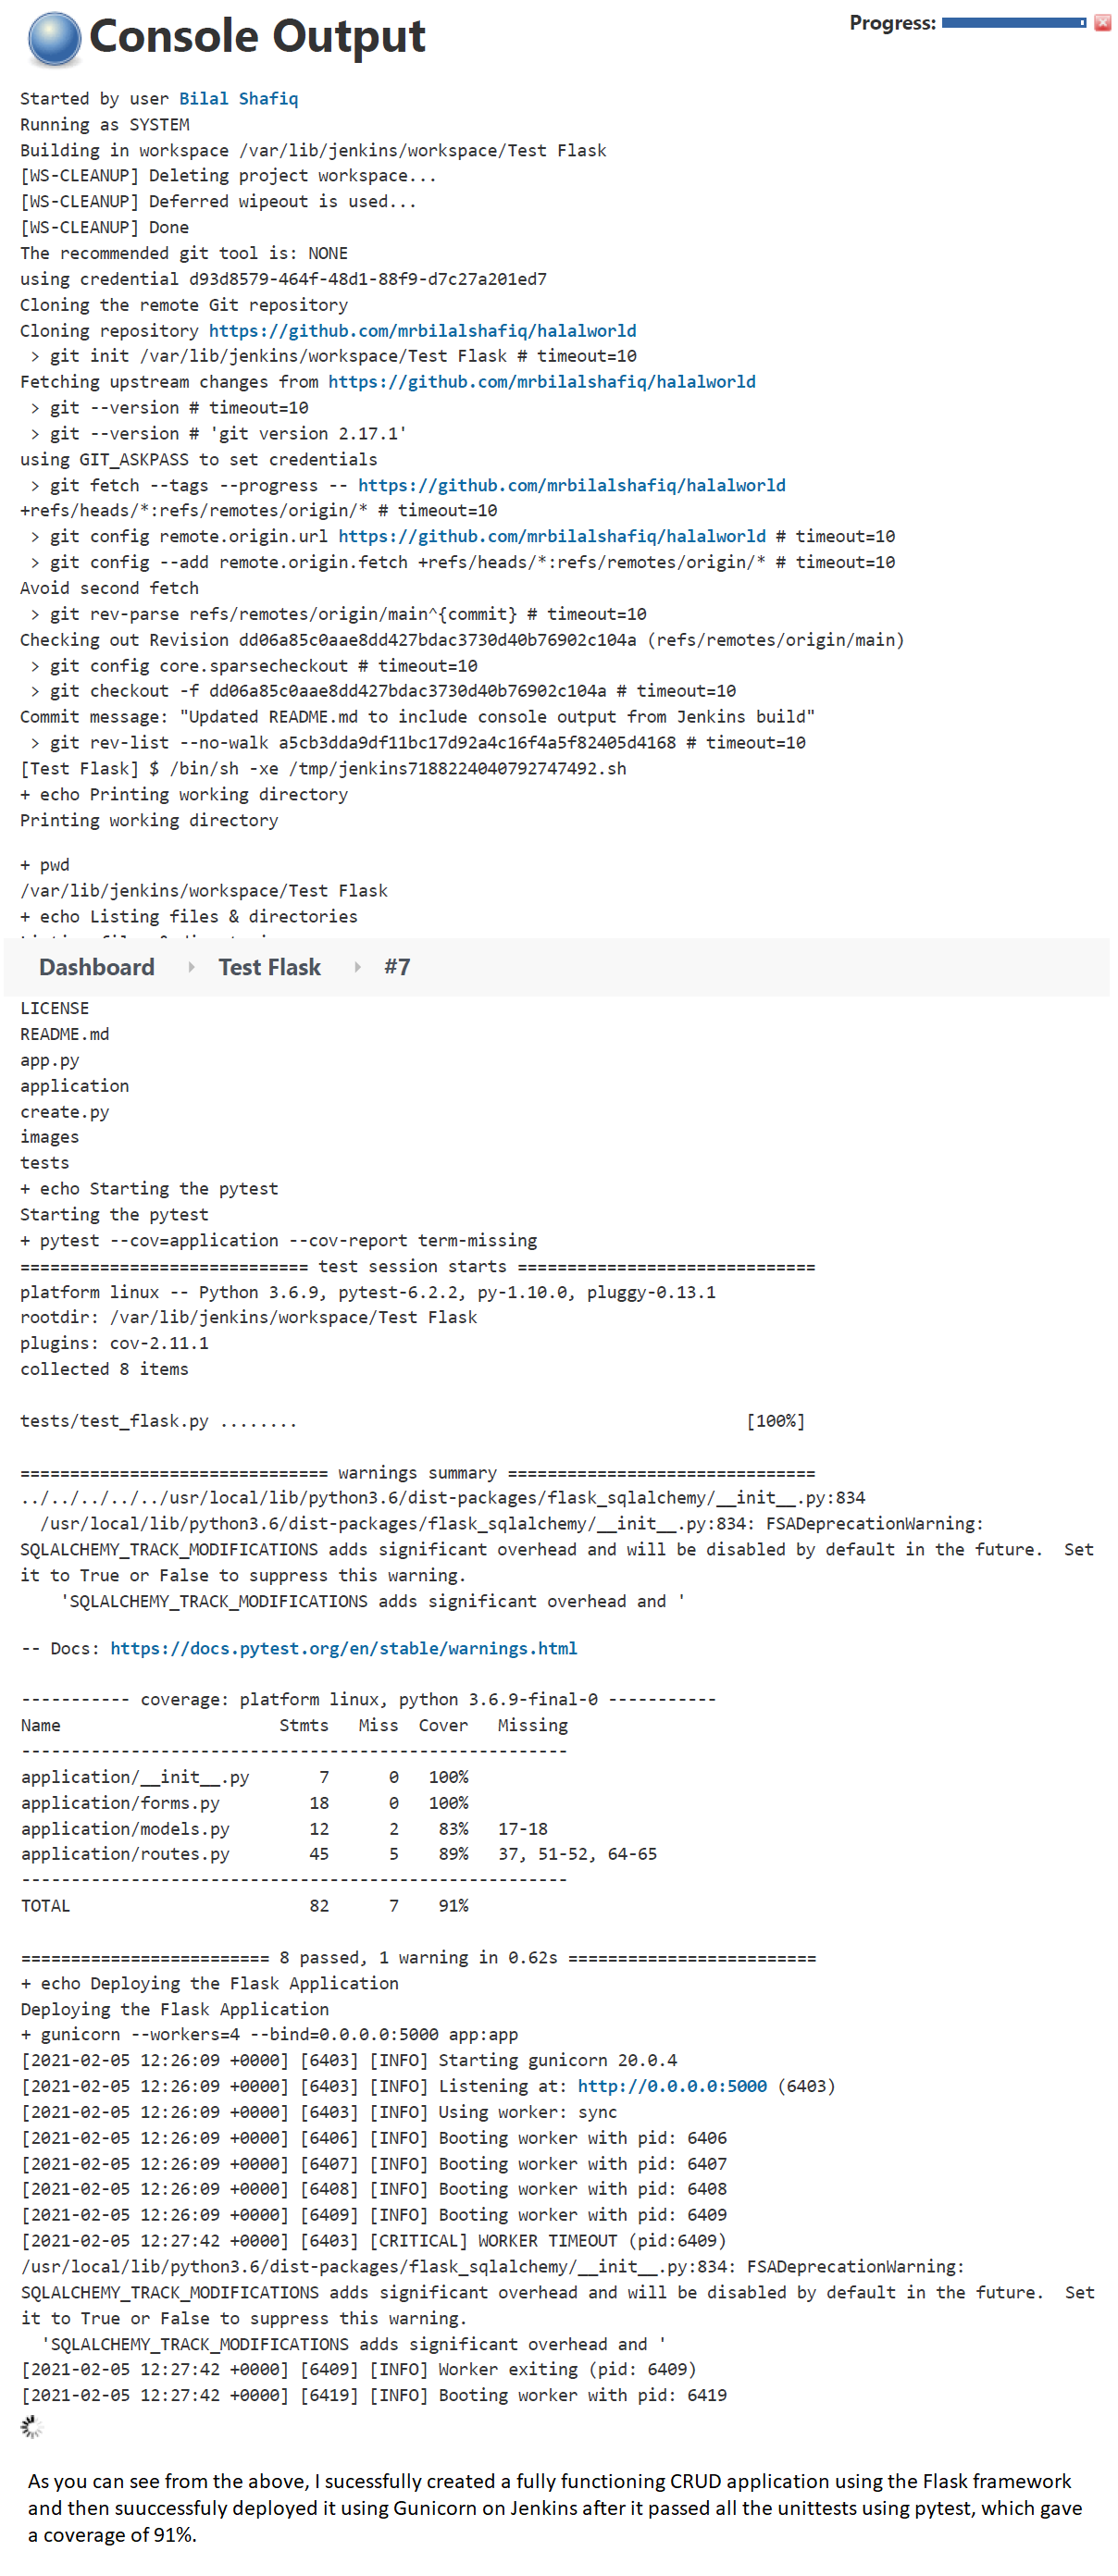 Console Output
Progress:
Started by user Bilal Shafiq
Running as SYSTEM
Building in workspace /var/lib/jenkins/workspace/Test Flask
[WS-CLEANUP] Deleting project workspace...
[WS-CLEANUP] Deferred wipeout is used...
[WS-CLEANUP] Done
The recommended git tool is: NONE
using credential d93d8579-464f-48d1-88f9-d7c27a201ed7
Cloning the remote Git repository
Cloning repository https://github.com/mrbilalshafiq/halalworld
 > git init /var/lib/jenkins/workspace/Test Flask # timeout=10
Fetching upstream changes from https://github.com/mrbilalshafiq/halalworld
 > git --version # timeout=10
 > git --version # 'git version 2.17.1'
using GIT_ASKPASS to set credentials
 > git fetch --tags --progress -- https://github.com/mrbilalshafiq/halalworld
+refs/heads/*:refs/remotes/origin/* # timeout=10
 > git config remote.origin.url https://github.com/mrbilalshafiq/halalworld # timeout=10
 > git config --add remote.origin.fetch +refs/heads/*:refs/remotes/origin/* # timeout=10
Avoid second fetch
 > git rev-parse refs/remotes/origin/main^{commit} # timeout=10
Checking out Revision dd06a85c0aae8dd427bdac3730d40b76902c104a (refs/remotes/origin/main)
 > git config core.sparsecheckout # timeout=10
 > git checkout -f dd06a85c0aae8dd427bdac3730d40b76902c104a # timeout=10
Commit message: "Updated README.md to include console output from Jenkins build"
 > git rev-list --no-walk a5cb3dda9df11bc17d92a4c16f4a5f82405d4168 # timeout=10
[Test Flask] $ /bin/sh -xe /tmp/jenkins7188224040792747492.sh
+ echo Printing working directory
Printing working directory
+ pwd
/var/lib/jenkins/workspace/Test Flask
+ echo Listing files & directories
Dashboard Test Flask #7
LICENSE
README.md
app.py
application
create.py
images
tests
+ echo Starting the pytest
Starting the pytest
+ pytest --cov=application --cov-report term-missing
============================= test session starts ==============================
platform linux -- Python 3.6.9, pytest-6.2.2, py-1.10.0, pluggy-0.13.1
rootdir: /var/lib/jenkins/workspace/Test Flask
plugins: cov-2.11.1
collected 8 items
tests/test_flask.py ........                                             [100%]
=============================== warnings summary ===============================
../../../../../usr/local/lib/python3.6/dist-packages/flask_sqlalchemy/__init__.py:834
  /usr/local/lib/python3.6/dist-packages/flask_sqlalchemy/__init__.py:834: FSADeprecationWarning:
SQLALCHEMY_TRACK_MODIFICATIONS adds significant overhead and will be disabled by default in the future.  Set
it to True or False to suppress this warning.
    'SQLALCHEMY_TRACK_MODIFICATIONS adds significant overhead and '
-- Docs: https://docs.pytest.org/en/stable/warnings.html
----------- coverage: platform linux, python 3.6.9-final-0 -----------
Name                      Stmts   Miss  Cover   Missing
-------------------------------------------------------
application/__init__.py       7      0   100%
application/forms.py         18      0   100%
application/models.py        12      2    83%   17-18
application/routes.py        45      5    89%   37, 51-52, 64-65
-------------------------------------------------------
TOTAL                        82      7    91%
========================= 8 passed, 1 warning in 0.62s =========================
+ echo Deploying the Flask Application
Deploying the Flask Application
+ gunicorn --workers=4 --bind=0.0.0.0:5000 app:app
[2021-02-05 12:26:09 +0000] [6403] [INFO] Starting gunicorn 20.0.4
[2021-02-05 12:26:09 +0000] [6403] [INFO] Listening at: http://0.0.0.0:5000 (6403)
[2021-02-05 12:26:09 +0000] [6403] [INFO] Using worker: sync
[2021-02-05 12:26:09 +0000] [6406] [INFO] Booting worker with pid: 6406
[2021-02-05 12:26:09 +0000] [6407] [INFO] Booting worker with pid: 6407
[2021-02-05 12:26:09 +0000] [6408] [INFO] Booting worker with pid: 6408
[2021-02-05 12:26:09 +0000] [6409] [INFO] Booting worker with pid: 6409
[2021-02-05 12:27:42 +0000] [6403] [CRITICAL] WORKER TIMEOUT (pid:6409)
/usr/local/lib/python3.6/dist-packages/flask_sqlalchemy/__init__.py:834: FSADeprecationWarning:
SQLALCHEMY_TRACK_MODIFICATIONS adds significant overhead and will be disabled by default in the future.  Set
it to True or False to suppress this warning.
  'SQLALCHEMY_TRACK_MODIFICATIONS adds significant overhead and '
[2021-02-05 12:27:42 +0000] [6409] [INFO] Worker exiting (pid: 6409)
[2021-02-05 12:27:42 +0000] [6419] [INFO] Booting worker with pid: 6419
As you can see from the above, I sucessfully created a fully functioning CRUD application using the Flask framework
and then suuccessfuly deployed it using Gunicorn on Jenkins after it passed all the unittests using pytest, which gave
a coverage of 91%.